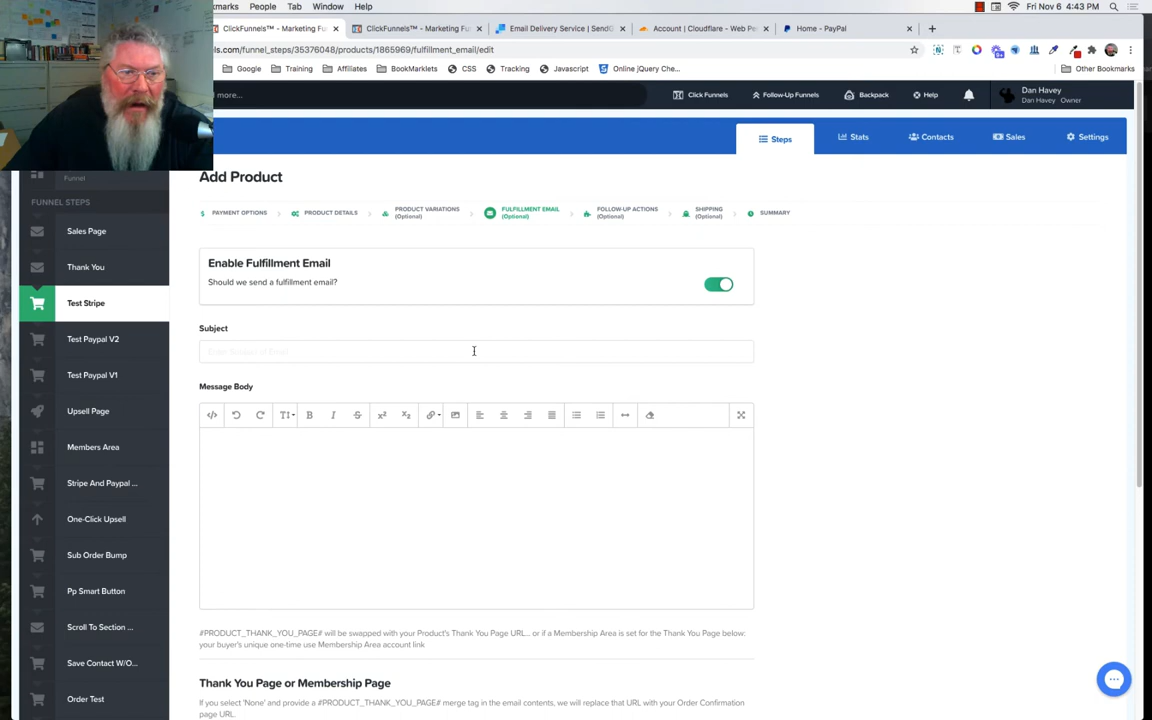 kmarks People Tab Window Help Fri Nov 6 4:43 PM
ClickFunnels™ - Marketing Fu ClickFunnels™ - Marketing Fu Email Delivery Service | SendG Account | Cloudflare - Web Pe Home - PayPal
ls.com/funnel_steps/35376048/products/1865969/fulfillment_email/edit
Google Training Affiliates BookMarklets CSS Tracking Javascript Online jQuery Che... Other Bookmarks
d more... Click Funnels Follow-Up Funnels Backpack Help Dan Havey
Dan Havey Owner
Steps Stats Contacts Sales Settings
Funnel
FUNNEL STEPS
Sales Page
Thank You
Test Stripe
Test Paypal V2
Test Paypal V1
Upsell Page
Members Area
Stripe And Paypal ...
One-Click Upsell
Sub Order Bump
Pp Smart Button
Scroll To Section ...
Save Contact W/O...
Order Test
Add Product
PAYMENT OPTIONS PRODUCT DETAILS PRODUCT VARIATIONS (Optional) FULFILLMENT EMAIL (Optional) FOLLOW-UP ACTIONS (Optional) SHIPPING (Optional) SUMMARY
Enable Fulfillment Email
Should we send a fulfillment email?
Subject
Message Body
#PRODUCT_THANK_YOU_PAGE# will be swapped with your Product's Thank You Page URL... or if a Membership Area is set for the Thank You Page below:
your buyer's unique one-time use Membership Area account link
Thank You Page or Membership Page
If you select 'None' and provide a #PRODUCT_THANK_YOU_PAGE# merge tag in the email contents, we will replace that URL with your Order Confirmation
page URL.